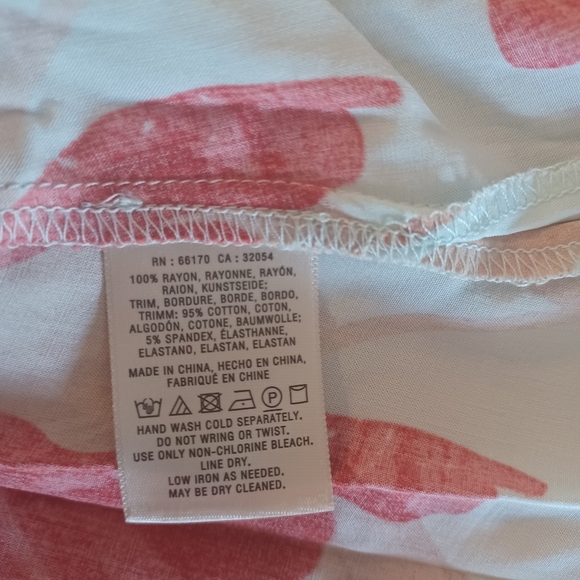 RN : 66170 CA : 32054
100% RAYON, RAYONNE, RAYÓN,
RAION, KUNSTSEIDE;
TRIM, BORDURE, BORDE, BORDO,
TRIMM: 95% COTTON, COTON,
ALGODÓN, COTONE, BAUMWOLLE;
5% SPANDEX, ÉLASTHANNE,
ELASTANO, ELASTAN, ELASTAN
MADE IN CHINA, HECHO EN CHINA,
FABRIQUÉ EN CHINE
P
HAND WASH COLD SEPARATELY.
DO NOT WRING OR TWIST.
USE ONLY NON-CHLORINE BLEACH.
LINE DRY.
LOW IRON AS NEEDED.
MAY BE DRY CLEANED.